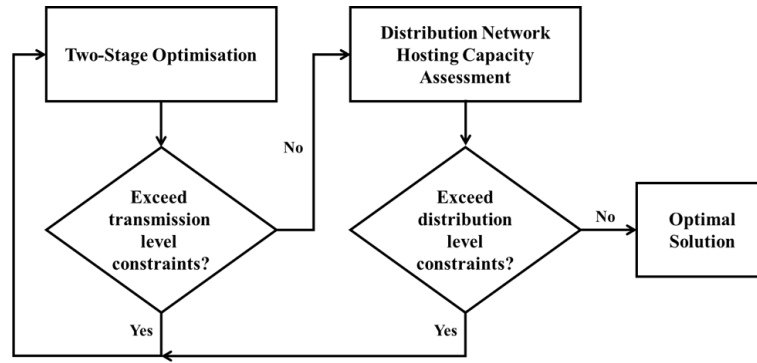 Two-Stage Optimisation
Distribution Network
Hosting Capacity
Assessment
No
Exceed
transmission
level
constraints?
Exceed
distribution
level
constraints?
No
Optimal
Solution
Yes
Yes